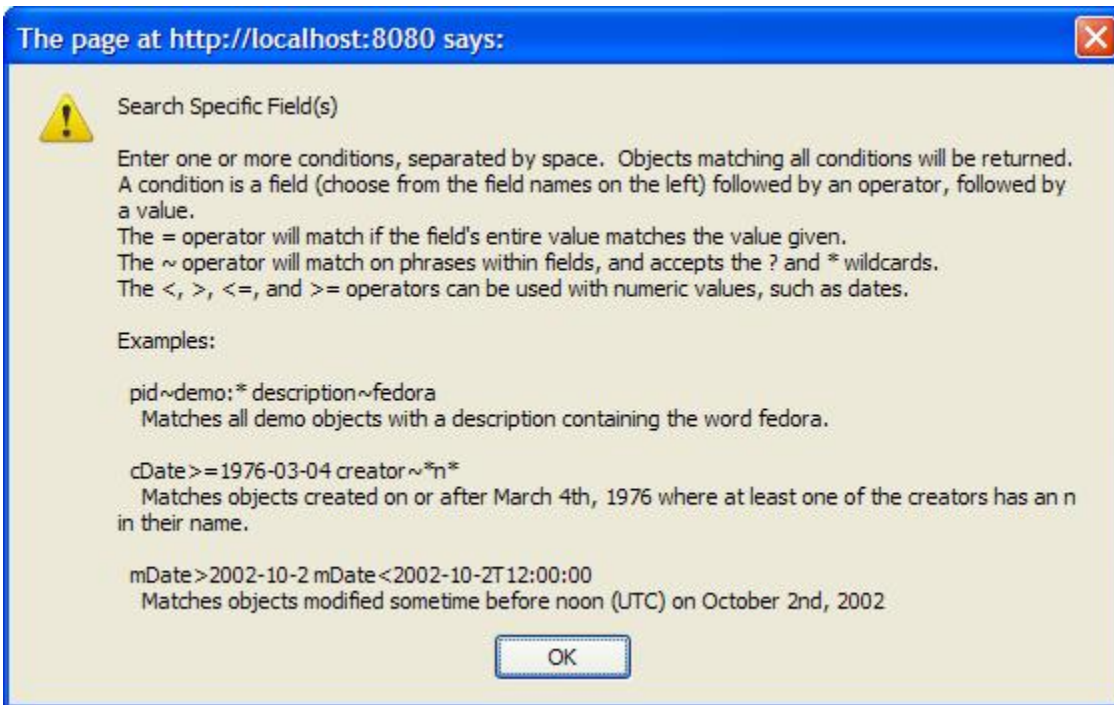 The page at http://localhost:8080 says:
Search Specific Field(s)
Enter one or more conditions, separated by space.  Objects matching all conditions will be returned.
A condition is a field (choose from the field names on the left) followed by an operator, followed by
a value.
The = operator will match if the field's entire value matches the value given.
The ~ operator will match on phrases within fields, and accepts the ? and * wildcards.
The <, >, <=, and >= operators can be used with numeric values, such as dates.
Examples:
pid~demo:* description~fedora
Matches all demo objects with a description containing the word fedora.
cDate>=1976-03-04 creator~*n*
Matches objects created on or after March 4th, 1976 where at least one of the creators has an n
in their name.
mDate>2002-10-2 mDate<2002-10-2T12:00:00
Matches objects modified sometime before noon (UTC) on October 2nd, 2002
OK